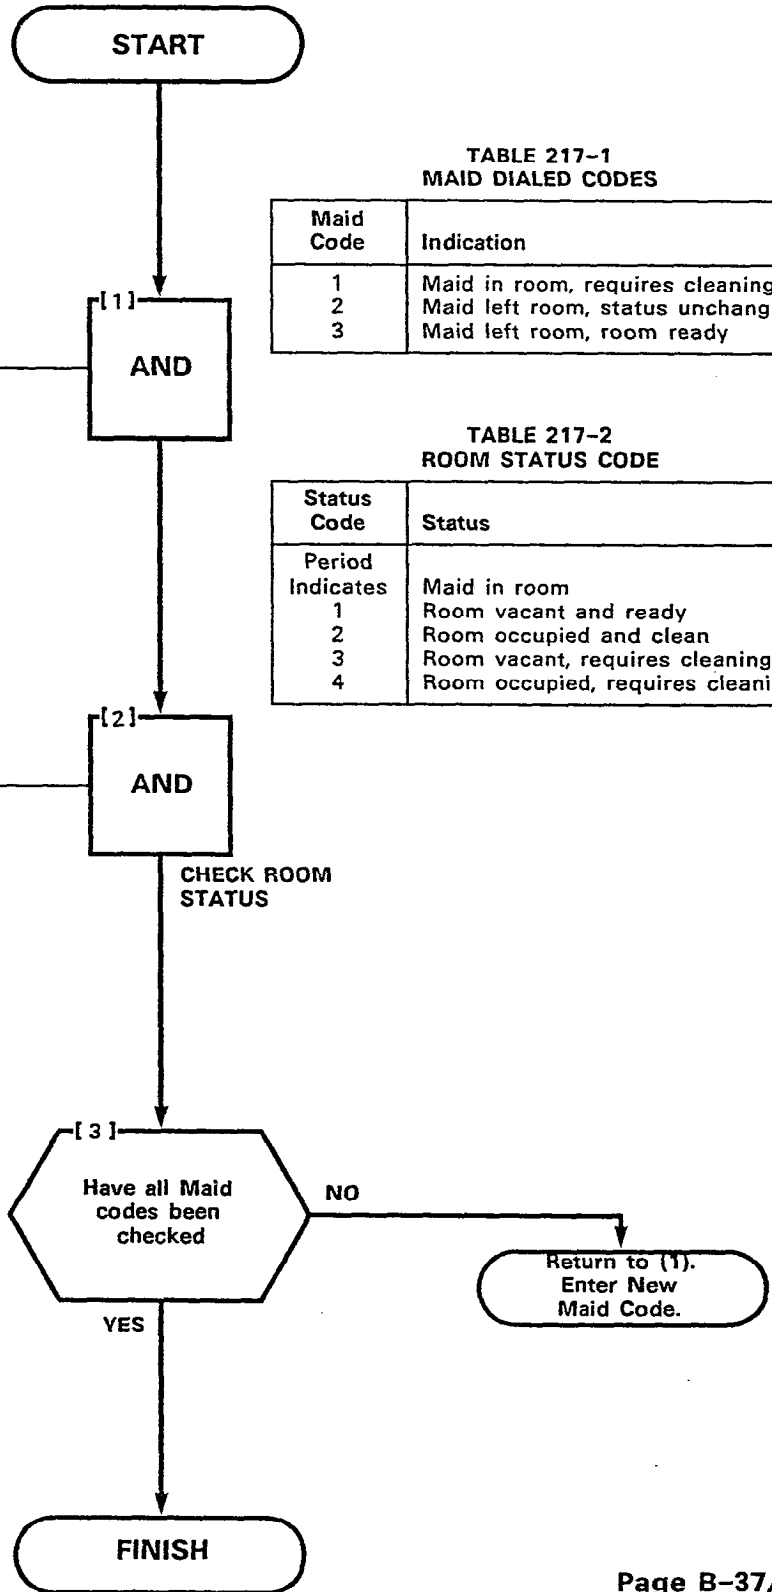 START
TABLE 217-1
MAID DIALED CODES
Maid Code Indication
1 Maid in room, requires cleaning
2 Maid left room, status unchang
3 Maid left room, room ready
[1]
AND
TABLE 217-2
ROOM STATUS CODE
Status Code Status
Period Indicates Maid in room
1 Room vacant and ready
2 Room occupied and clean
3 Room vacant, requires cleaning
4 Room occupied, requires cleani
[2]
AND
CHECK ROOM
STATUS
[3]
Have all Maid
codes been
checked
NO
Return to (1).
Enter New
Maid Code.
YES
FINISH
Page B-37